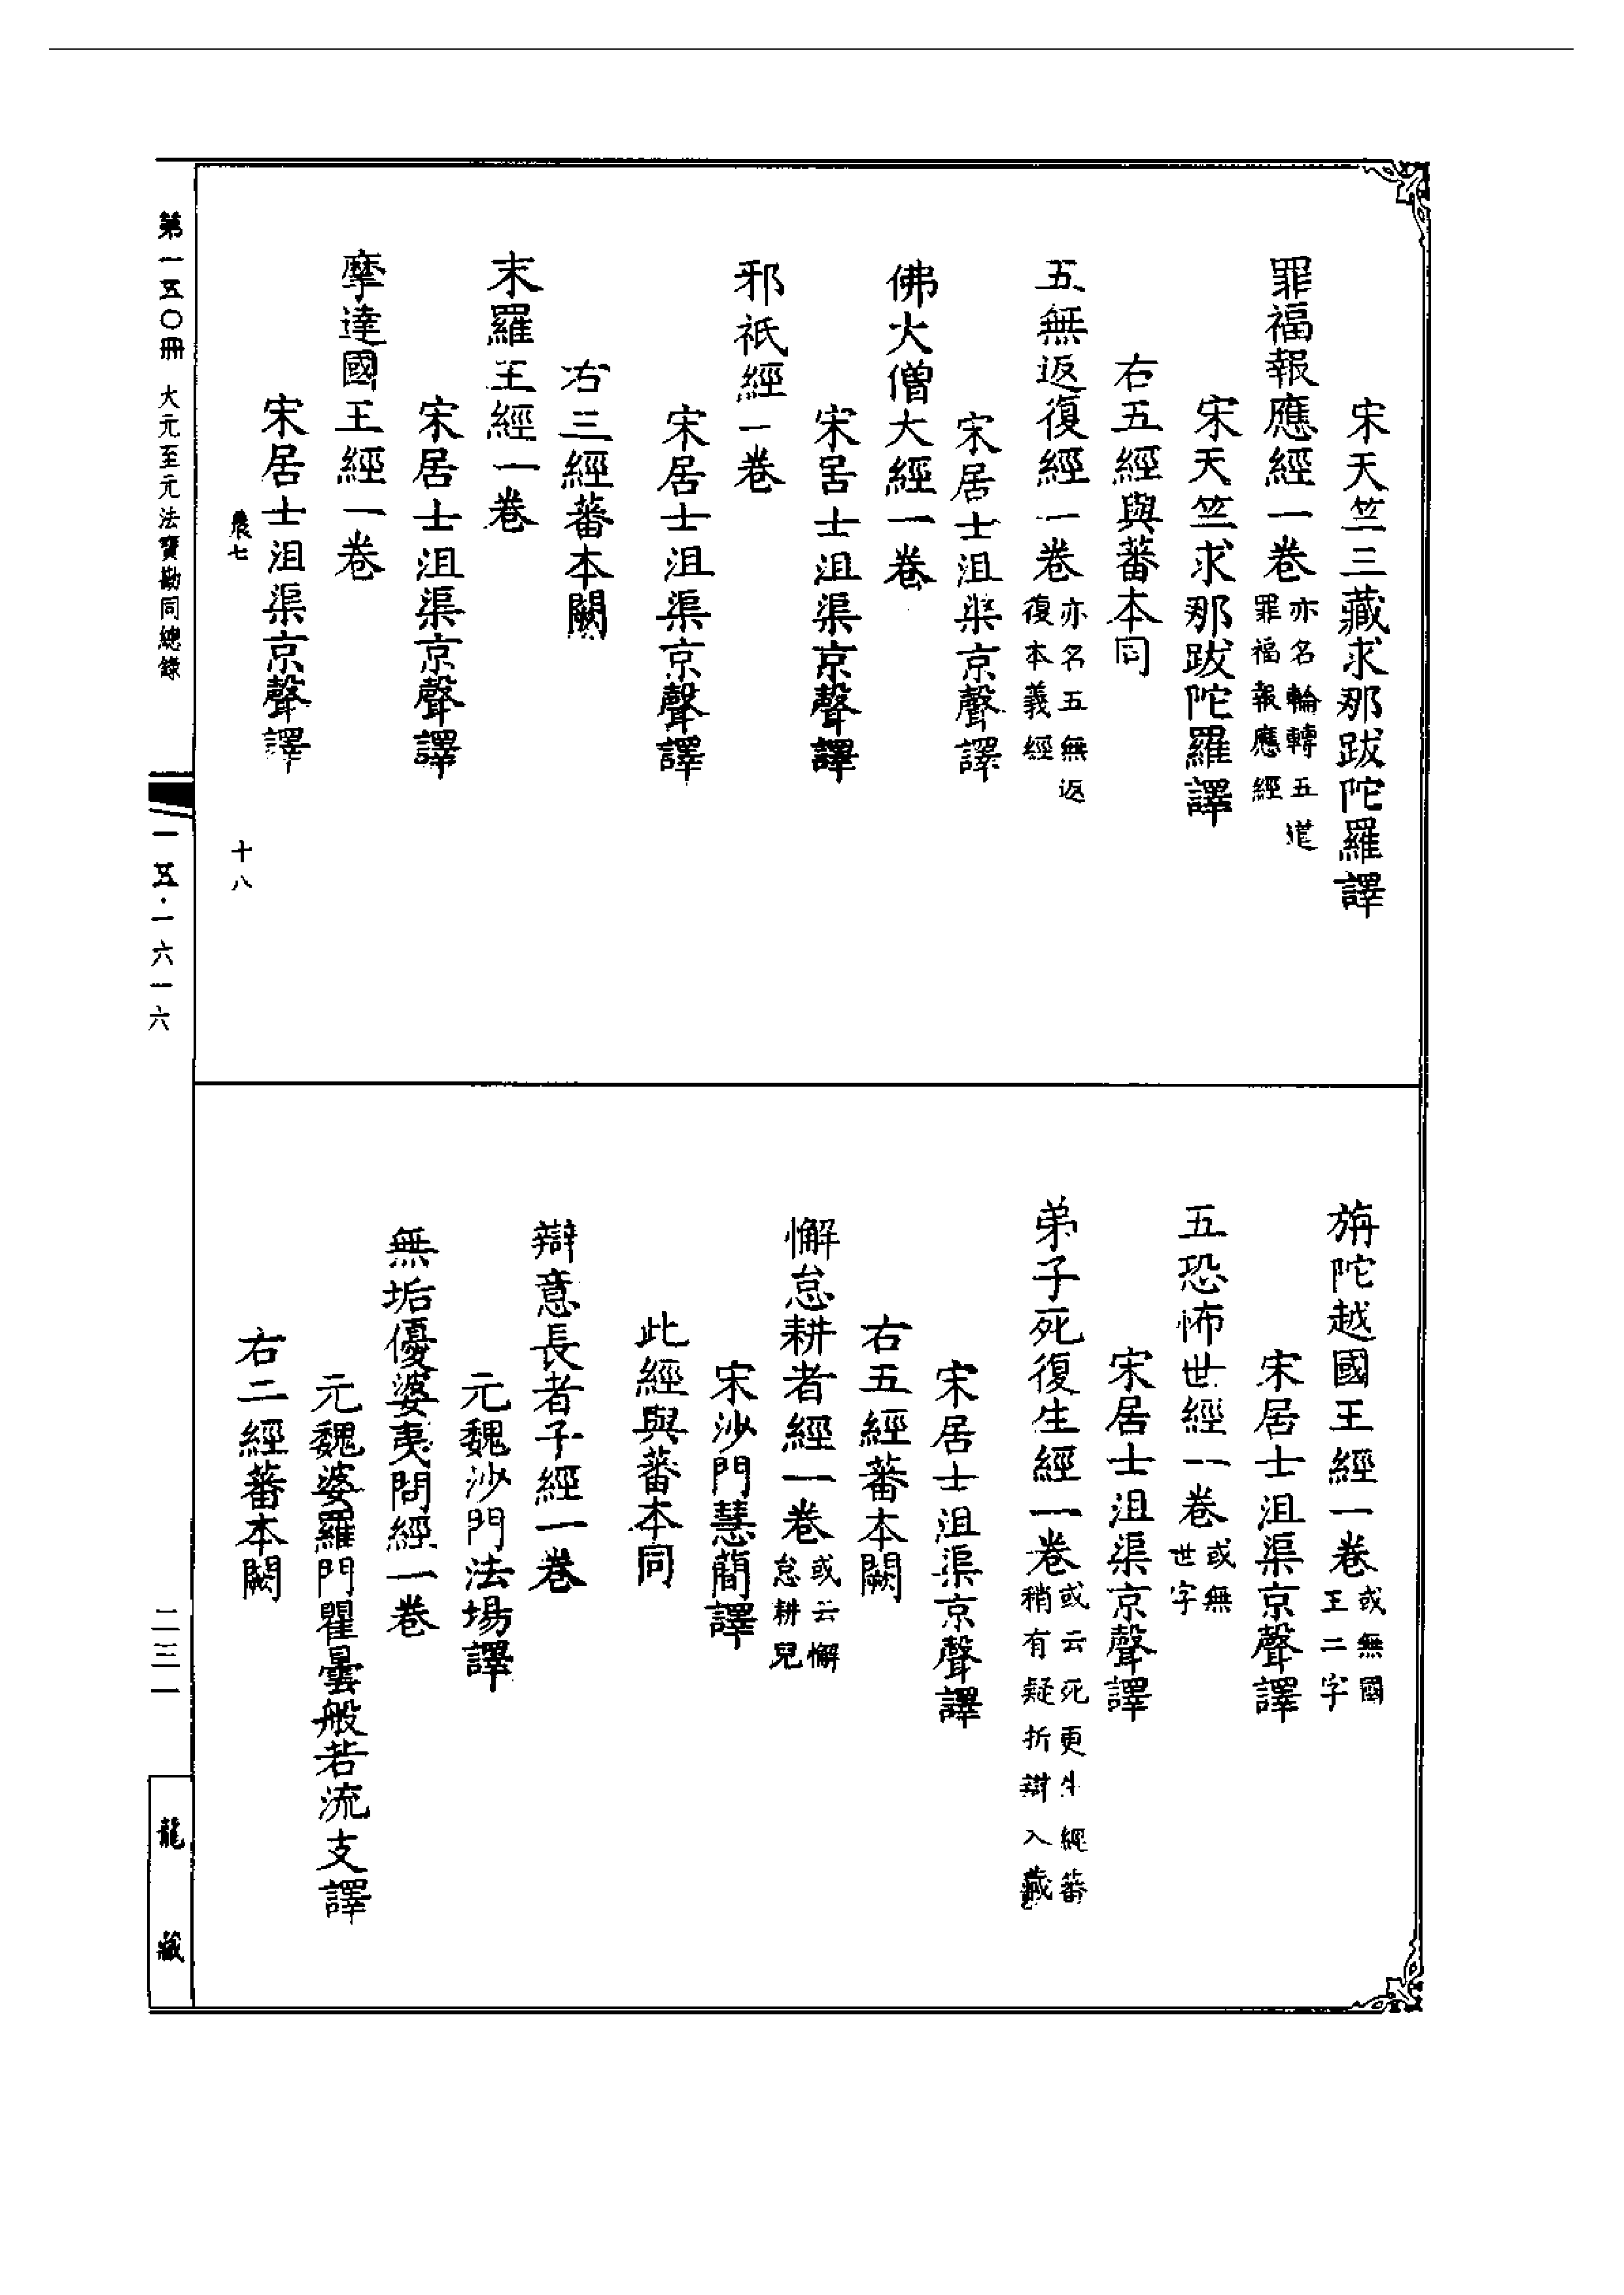 宋天竺三藏求那跋陀羅譯
罪福報應經一卷亦名輪轉五道罪福報應經
宋天竺求那跋陀羅譯
右五經與蕃本同
五無返復經一卷亦名五無返復本義經
宋居士沮渠京聲譯
佛大僧大經一卷
宋居士沮渠京聲譯
邪祇經一卷
宋居士沮渠京聲譯
右三經蕃本闕
末羅王經一卷
宋居士沮渠京聲譯
摩達國王經一卷
宋居士沮渠京聲譯
七 十八
旃陀越國王經一卷或無國王二字
宋居士沮渠京聲譯
五恐怖世經一卷或無世字
宋居士沮渠京聲譯
弟子死復生經一卷或云死更生經蕃稍有疑折辯入藏
宋居士沮渠京聲譯
右五經蕃本闕
懈怠耕者經一卷或云懈怠耕兒
宋沙門慧簡譯
此經與蕃本同
辯意長者子經一卷
元魏沙門法場譯
無垢優婆夷問經一卷
元魏婆羅門瞿曇般若流支譯
右二經蕃本闕
第一五〇冊 大元至元法寶勘同總錄
一五·一六一六
二三一
龍藏